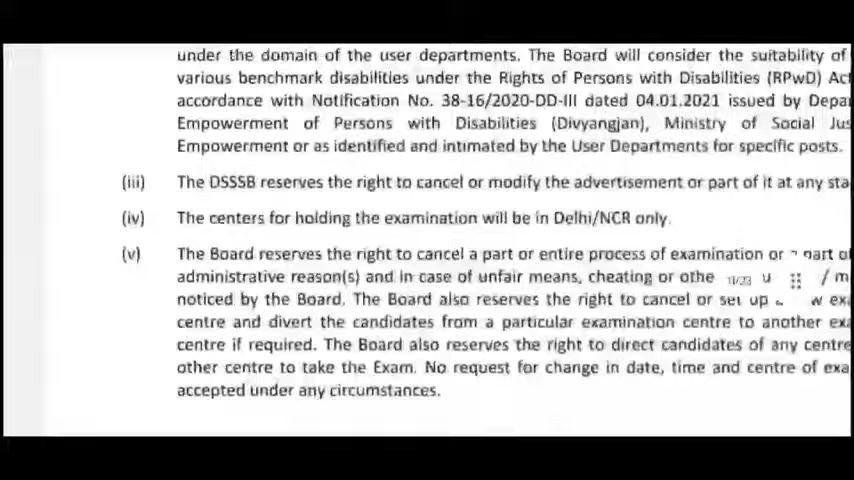 under the domain of the user departments. The Board will consider the suitability of
various benchmark disabilities under the Rights of Persons with Disabilities (RPwD) Act
accordance with Notification No. 38-16/2020-DD-III dated 04.01.2021 issued by Depa
Empowerment of Persons with Disabilities (Divyangjan), Ministry of Social Jus
Empowerment or as identified and intimated by the User Departments for specific posts.
(iii) The DSSSB reserves the right to cancel or modify the advertisement or part of it at any sta
(iv) The centers for holding the examination will be in Delhi/NCR only.
(v) The Board reserves the right to cancel a part or entire process of examination or part of
administrative reason(s) and in case of unfair means, cheating or othe 11/23 / m
noticed by the Board. The Board also reserves the right to cancel or set up w exa
centre and divert the candidates from a particular examination centre to another exa
centre if required. The Board also reserves the right to direct candidates of any centre
other centre to take the Exam. No request for change in date, time and centre of exa
accepted under any circumstances.